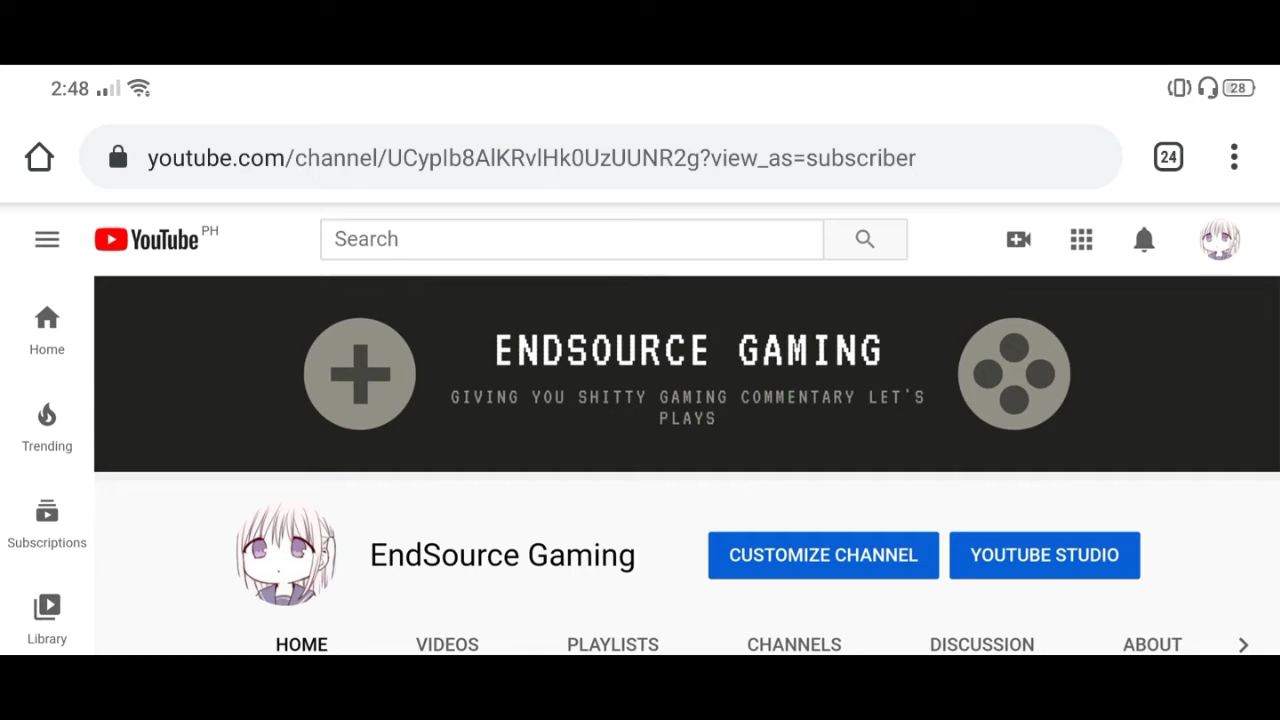 2:48
28
youtube.com/channel/UCypIb8AlKRvlHk0UzUUNR2g?view_as=subscriber
24
YouTube PH
Search
ENDSOURCE GAMING
GIVING YOU SHITTY GAMING COMMENTARY LET'S
PLAYS
Home
Trending
Subscriptions
Library
EndSource Gaming
CUSTOMIZE CHANNEL
YOUTUBE STUDIO
HOME VIDEOS PLAYLISTS CHANNELS DISCUSSION ABOUT